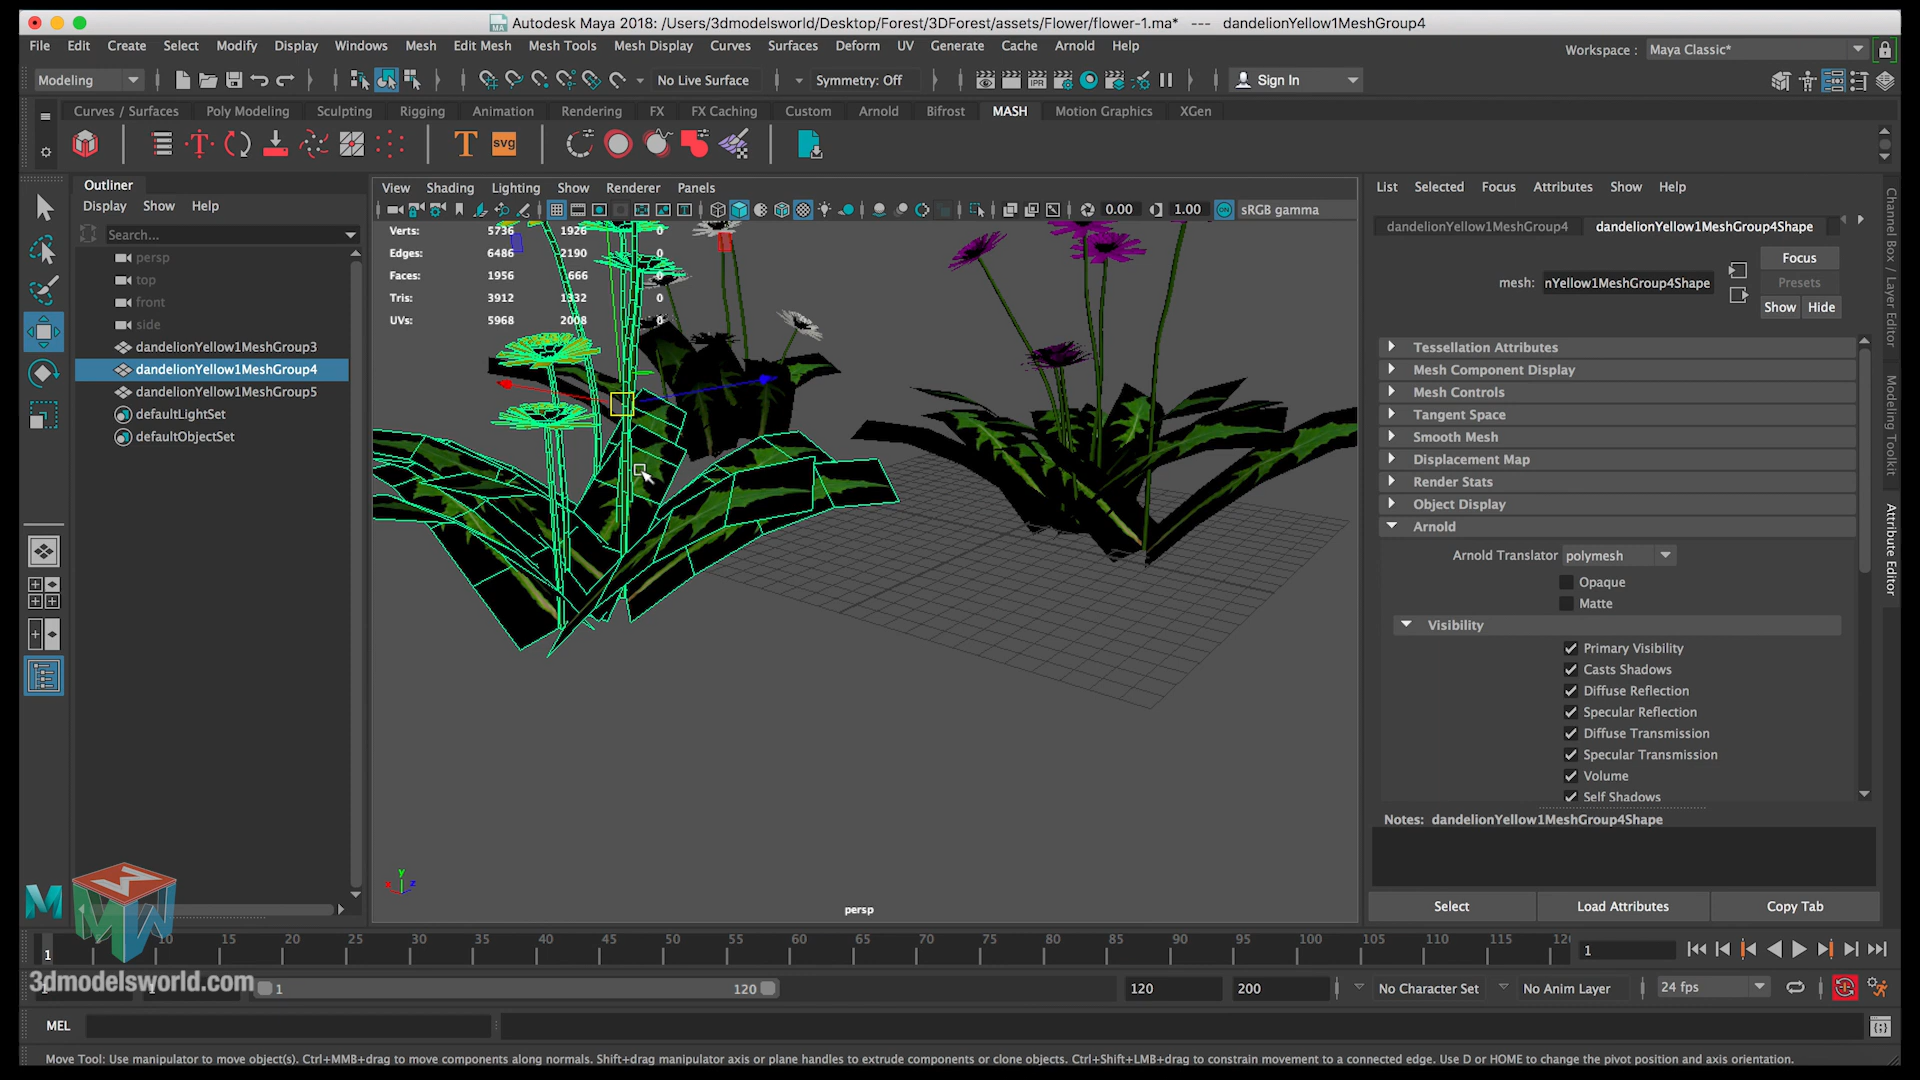 Autodesk Maya 2018: /Users/3dmodelsworld/Desktop/Forest/3DForest/assets/Flower/flower-1.ma* --- dandelionYellow1MeshGroup4
File Edit Create Select Modify Display Windows Mesh Edit Mesh Mesh Tools Mesh Display Curves Surfaces Deform UV Generate Cache Arnold Help
Workspace : Maya Classic*
Modeling No Live Surface Symmetry: Off Sign In
Curves / Surfaces Poly Modeling Sculpting Rigging Animation Rendering FX FX Caching Custom Arnold Bifrost MASH Motion Graphics XGen
T svg
Outliner
Display Show Help
Search...
persp
top
front
side
dandelionYellow1MeshGroup3
dandelionYellow1MeshGroup4
dandelionYellow1MeshGroup5
defaultLightSet
defaultObjectSet
View Shading Lighting Show Renderer Panels
0.00 1.00 ON sRGB gamma
Verts: 5736 1926 0
Edges: 6486 2190 0
Faces: 1956 666 0
Tris: 3912 1332 0
UVs: 5968 2008 0
y x z
persp
List Selected Focus Attributes Show Help
dandelionYellow1MeshGroup4 dandelionYellow1MeshGroup4Shape
Focus
mesh: nYellow1MeshGroup4Shape
Presets
Show Hide
Tessellation Attributes
Mesh Component Display
Mesh Controls
Tangent Space
Smooth Mesh
Displacement Map
Render Stats
Object Display
Arnold
Arnold Translator polymesh
Opaque
Matte
Visibility
Primary Visibility
Casts Shadows
Diffuse Reflection
Specular Reflection
Diffuse Transmission
Specular Transmission
Volume
Self Shadows
Notes: dandelionYellow1MeshGroup4Shape
Select Load Attributes Copy Tab
Channel Box / Layer Editor
Modeling Toolkit
Attribute Editor
M
MW
3dmodelsworld.com
1 10 15 20 25 30 35 40 45 50 55 60 65 70 75 80 85 90 95 100 105 110 115 12 1
1 120 120 200 No Character Set No Anim Layer 24 fps
MEL
Move Tool: Use manipulator to move object(s). Ctrl+MMB+drag to move components along normals. Shift+drag manipulator axis or plane handles to extrude components or clone objects. Ctrl+Shift+LMB+drag to constrain movement to a connected edge. Use D or HOME to change the pivot position and axis orientation.